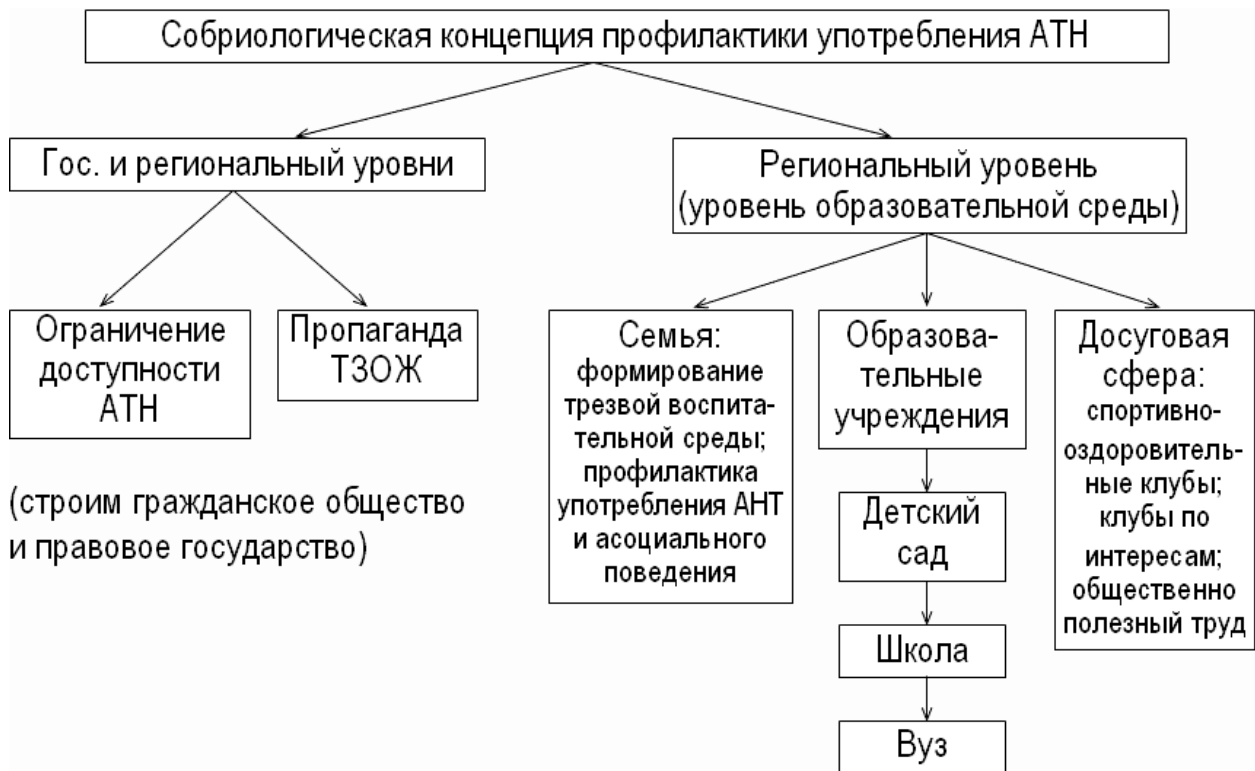 Собриологическая концепция профилактики употребления АТН
Гос. и региональный уровни
Региональный уровень
(уровень образовательной среды)
Ограничение
доступности
АТН
Пропаганда
ТЗОЖ
(строим гражданское общество
и правовое государство)
Семья:
формирование
трезвой воспита-
тельной среды;
профилактика
употребления АНТ
и асоциального
поведения
Образова-
тельные
учреждения
Детский
сад
Школа
Вуз
Досуговая
сфера:
спортивно-
оздоровитель-
ные клубы;
клубы по
интересам;
общественно
полезный труд